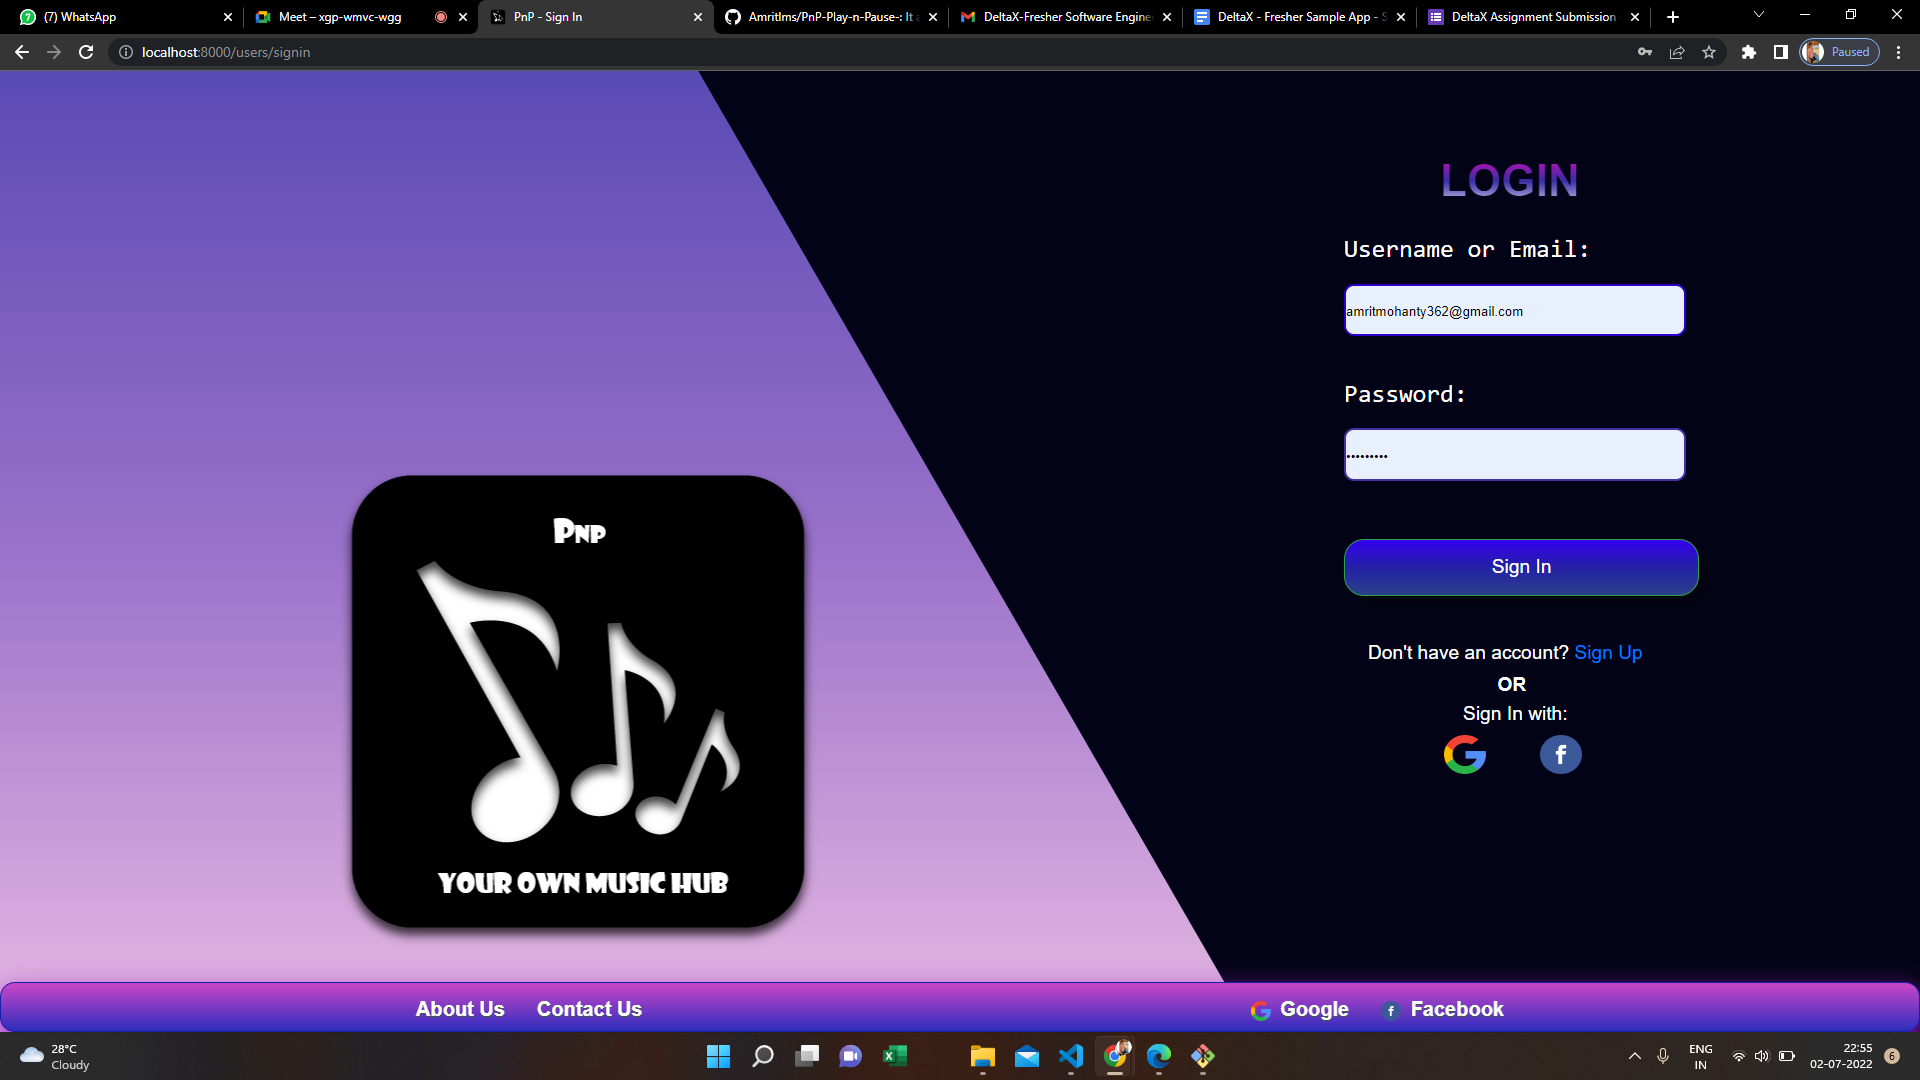 (7) WhatsApp
Meet – xgp-wmvc-wgg
PnP - Sign In
AmritIms/PnP-Play-n-Pause-: It a
DeltaX-Fresher Software Engine
DeltaX - Fresher Sample App - S
DeltaX Assignment Submission
localhost:8000/users/signin
Paused
LOGIN
Username or Email:
amritmohanty362@gmail.com
Password:
•••••••••
Sign In
Don't have an account? Sign Up
OR
Sign In with:
PnP
YOUR OWN MUSIC HUB
About Us
Contact Us
Google
Facebook
28°C
Cloudy
ENG
IN
22:55
02-07-2022
6